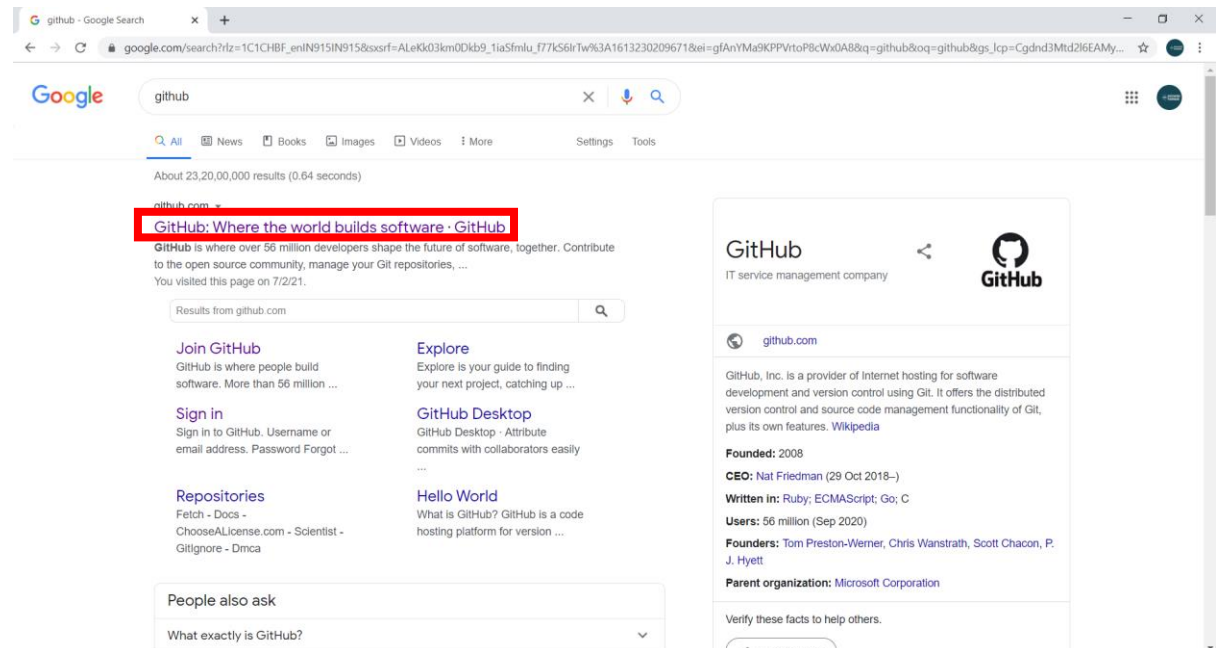 github - Google Search
google.com/search?rlz=1C1CHBF_enIN915IN915&sxsrf=ALeKk03km0Dkb9_1iaSfmlu_f77kS6IrTw%3A1613230209671&ei=gfAnYMa9KPPVrtoP8cWx0A8&q=github&oq=github&gs_lcp=Cgdnd3Mtd2l6EAMy...
Google
github
All News Books Images Videos More Settings Tools
About 23,20,00,000 results (0.64 seconds)
github.com
GitHub: Where the world builds software · GitHub
GitHub is where over 56 million developers shape the future of software, together. Contribute
to the open source community, manage your Git repositories, ...
You visited this page on 7/2/21.
Results from github.com
Join GitHub
GitHub is where people build
software. More than 56 million ...
Explore
Explore is your guide to finding
your next project, catching up ...
Sign in
Sign in to GitHub. Username or
email address. Password Forgot ...
GitHub Desktop
GitHub Desktop · Attribute
commits with collaborators easily
...
Repositories
Fetch - Docs -
ChooseALicense.com - Scientist -
Gitignore - Dmca
Hello World
What is GitHub? GitHub is a code
hosting platform for version ...
People also ask
What exactly is GitHub?
GitHub
IT service management company
GitHub
github.com
GitHub, Inc. is a provider of Internet hosting for software
development and version control using Git. It offers the distributed
version control and source code management functionality of Git,
plus its own features. Wikipedia
Founded: 2008
CEO: Nat Friedman (29 Oct 2018–)
Written in: Ruby; ECMAScript; Go; C
Users: 56 million (Sep 2020)
Founders: Tom Preston-Werner, Chris Wanstrath, Scott Chacon, P.
J. Hyett
Parent organization: Microsoft Corporation
Verify these facts to help others.